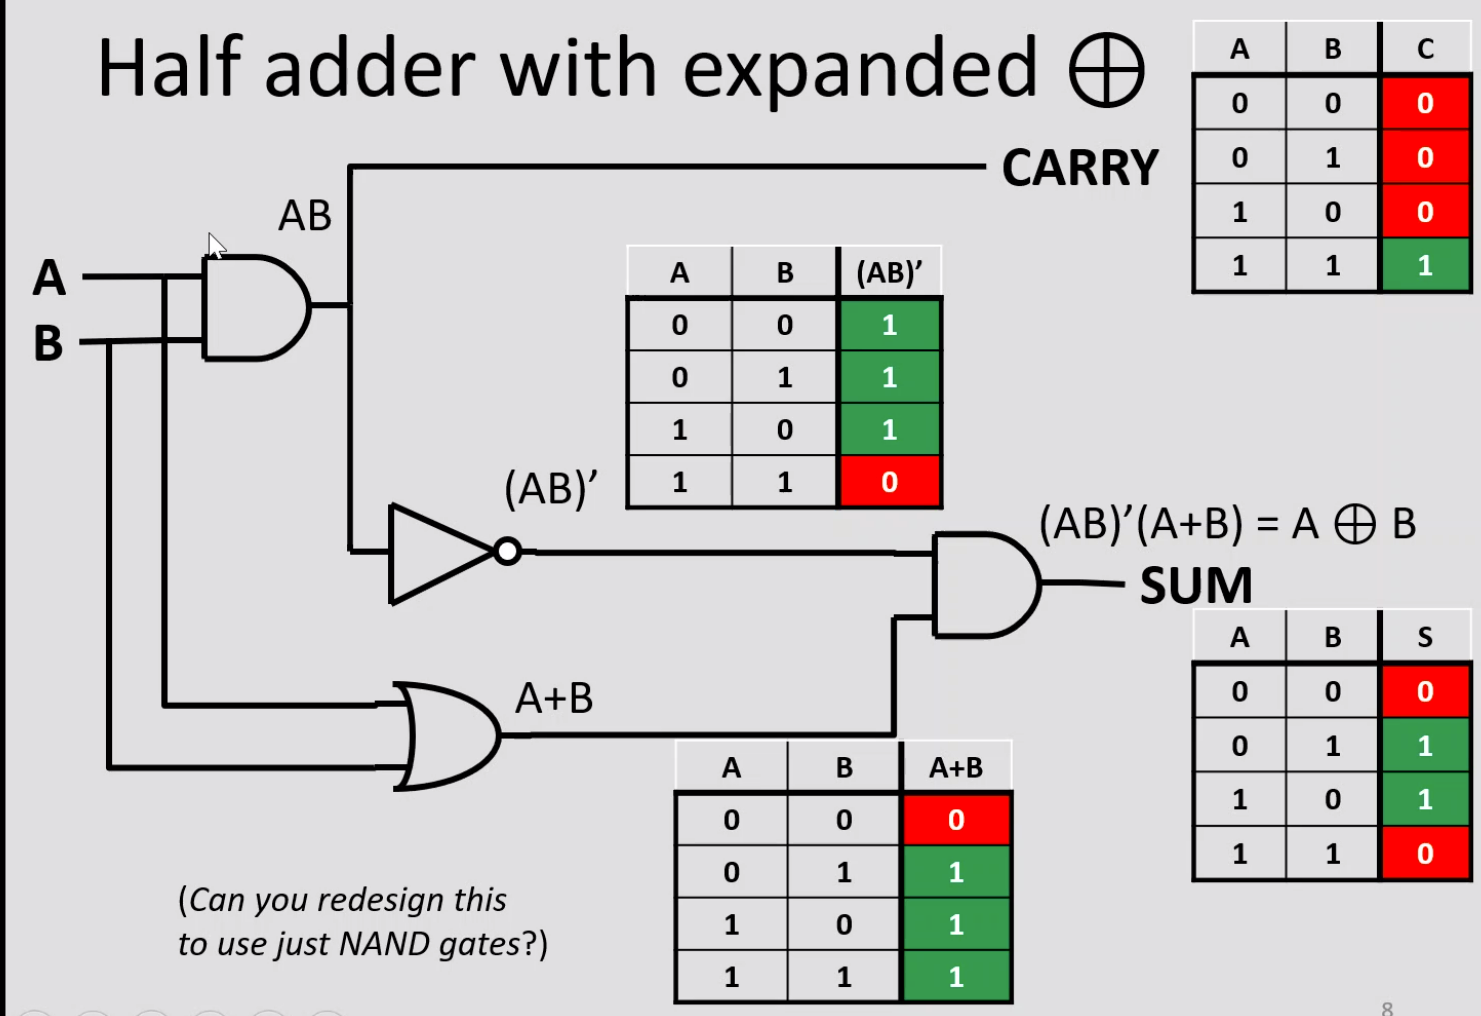 Half adder with expanded ⊕
A B C
0 0 0
0 1 0
1 0 0
1 1 1
CARRY
AB
A
B
A B (AB)’
0 0 1
0 1 1
1 0 1
1 1 0
(AB)’
(AB)’(A+B) = A ⊕ B
SUM
A B S
0 0 0
0 1 1
1 0 1
1 1 0
A+B
A B A+B
0 0 0
0 1 1
1 0 1
1 1 1
(Can you redesign this
to use just NAND gates?)
8